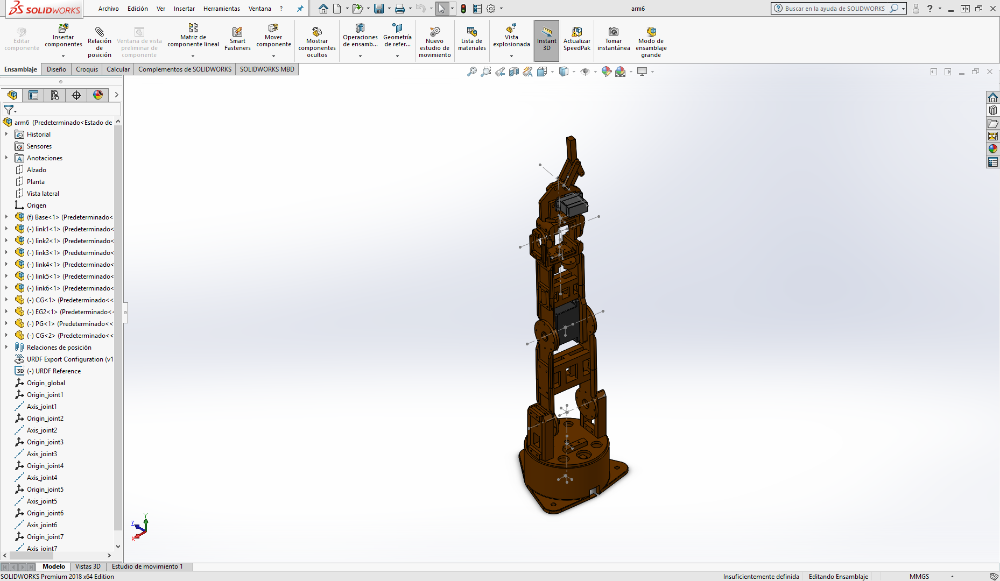 SOLIDWORKS
Archivo Edición Ver Insertar Herramientas Ventana ?
arm6
Buscar en la ayuda de SOLIDWORKS
?
Editar componente
Insertar componentes
Relación de posición
Ventana de vista preliminar de componente
Matriz de componente lineal
Smart Fasteners
Mover componente
Mostrar componentes ocultos
Operaciones de ensamb...
Geometría de refer...
Nuevo estudio de movimiento
Lista de materiales
Vista explosionada
Instant 3D
Actualizar SpeedPak
Tomar instantánea
Modo de ensamblaje grande
Ensamblaje Diseño Croquis Calcular Complementos de SOLIDWORKS SOLIDWORKS MBD
arm6 (Predeterminado<Estado de
Historial
Sensores
Anotaciones
Alzado
Planta
Vista lateral
Origen
(f) Base<1> (Predeterminado<
(-) link1<1> (Predeterminado<
(-) link2<1> (Predeterminado<
(-) link3<1> (Predeterminado<
(-) link4<1> (Predeterminado<
(-) link5<1> (Predeterminado<
(-) link6<1> (Predeterminado<
(-) CG<1> (Predeterminado<<
(-) EG2<1> (Predeterminado<
(-) PG<1> (Predeterminado<<
(-) CG<2> (Predeterminado<<
Relaciones de posición
URDF Export Configuration (v1
3D (-) URDF Reference
Origin_global
Origin_joint1
Axis_joint1
Origin_joint2
Axis_joint2
Origin_joint3
Axis_joint3
Origin_joint4
Axis_joint4
Origin_joint5
Axis_joint5
Origin_joint6
Axis_joint6
Origin_joint7
Axis_joint7
Y
Z
X
Modelo Vistas 3D Estudio de movimiento 1
SOLIDWORKS Premium 2018 x64 Edition
Insuficientemente definida Editando Ensamblaje MMGS